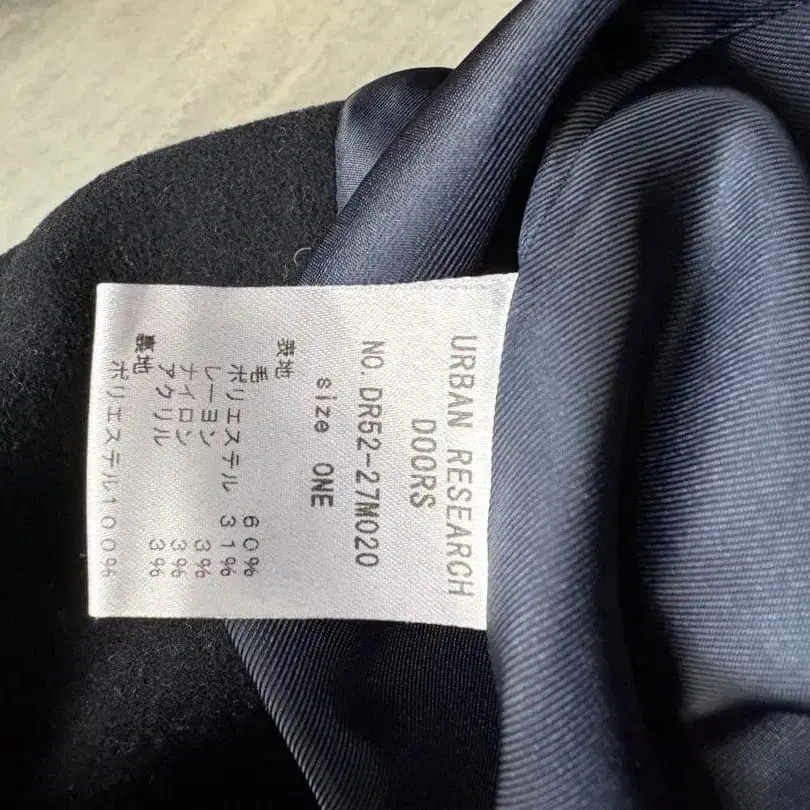 URBAN RESEARCH
DOORS
NO. DR52-27M020
size ONE
表地
毛 60%
ポリエステル 31%
レーヨン 3%
ナイロン 3%
アクリル 3%
裏地
ポリエステル100%